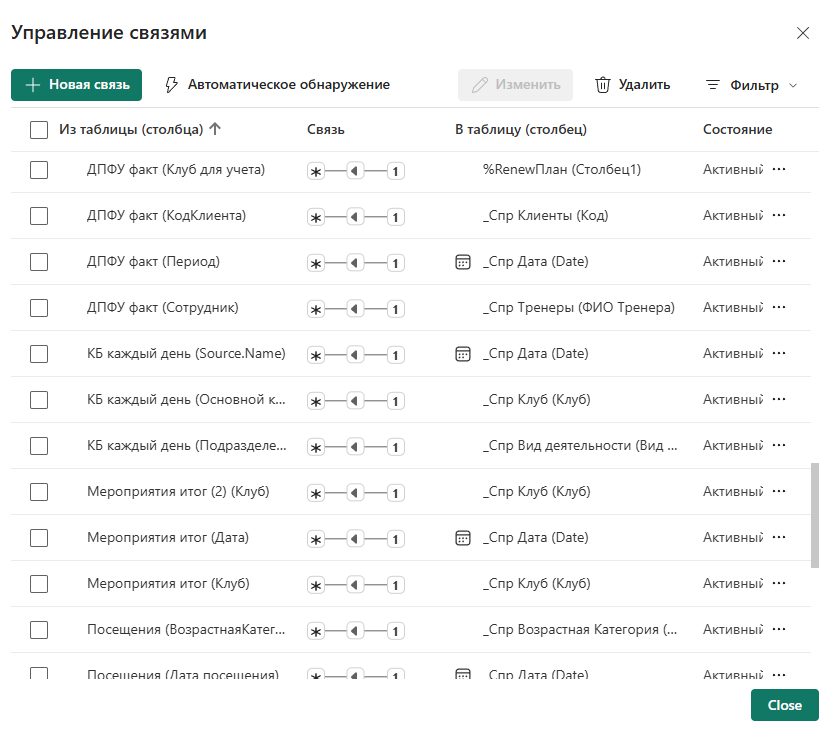 Управление связями
Новая связь Автоматическое обнаружение Изменить Удалить Фильтр
Из таблицы (столбца) Связь В таблицу (столбец) Состояние
ДПФУ факт (Клуб для учета) * 1 %RenewПлан (Столбец1) Активный ...
ДПФУ факт (КодКлиента) * 1 _Спр Клиенты (Код) Активный ...
ДПФУ факт (Период) * 1 _Спр Дата (Date) Активный ...
ДПФУ факт (Сотрудник) * 1 _Спр Тренеры (ФИО Тренера) Активный ...
КБ каждый день (Source.Name) * 1 _Спр Дата (Date) Активный ...
КБ каждый день (Основной к... * 1 _Спр Клуб (Клуб) Активный ...
КБ каждый день (Подразделе... * 1 _Спр Вид деятельности (Вид ... Активный ...
Мероприятия итог (2) (Клуб) * 1 _Спр Клуб (Клуб) Активный ...
Мероприятия итог (Дата) * 1 _Спр Дата (Date) Активный ...
Мероприятия итог (Клуб) * 1 _Спр Клуб (Клуб) Активный ...
Посещения (ВозрастнаяКатег... * 1 _Спр Возрастная Категория (... Активный ...
Посещения (Дата посещения) * 1 _Спр Дата (Date) Активный ...
Close